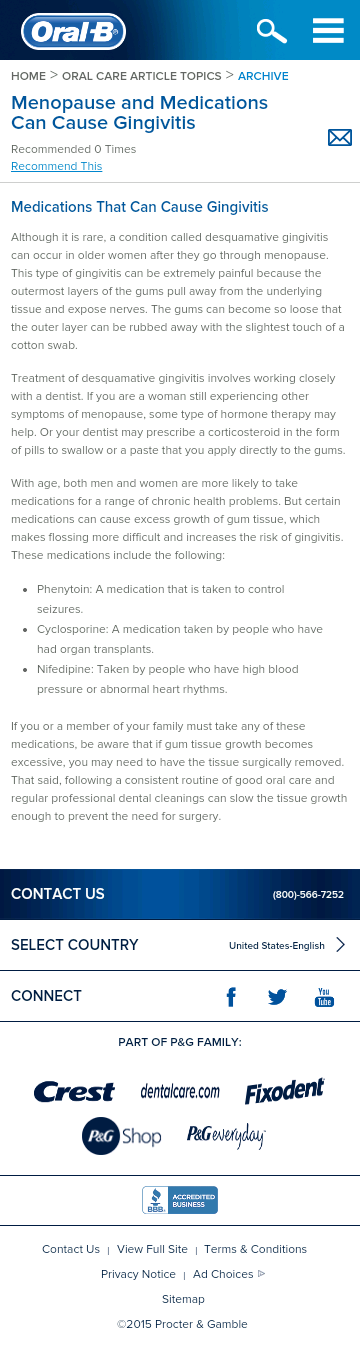 Oral-B®
HOME > ORAL CARE ARTICLE TOPICS > ARCHIVE
Menopause and Medications
Can Cause Gingivitis
Recommended 0 Times
Recommend This
Medications That Can Cause Gingivitis
Although it is rare, a condition called desquamative gingivitis
can occur in older women after they go through menopause.
This type of gingivitis can be extremely painful because the
outermost layers of the gums pull away from the underlying
tissue and expose nerves. The gums can become so loose that
the outer layer can be rubbed away with the slightest touch of a
cotton swab.
Treatment of desquamative gingivitis involves working closely
with a dentist. If you are a woman still experiencing other
symptoms of menopause, some type of hormone therapy may
help. Or your dentist may prescribe a corticosteroid in the form
of pills to swallow or a paste that you apply directly to the gums.
With age, both men and women are more likely to take
medications for a range of chronic health problems. But certain
medications can cause excess growth of gum tissue, which
makes flossing more difficult and increases the risk of gingivitis.
These medications include the following:
• Phenytoin: A medication that is taken to control
seizures.
• Cyclosporine: A medication taken by people who have
had organ transplants.
• Nifedipine: Taken by people who have high blood
pressure or abnormal heart rhythms.
If you or a member of your family must take any of these
medications, be aware that if gum tissue growth becomes
excessive, you may need to have the tissue surgically removed.
That said, following a consistent routine of good oral care and
regular professional dental cleanings can slow the tissue growth
enough to prevent the need for surgery.
CONTACT US (800)-566-7252
SELECT COUNTRY United States-English
CONNECT f You Tube
PART OF P&G FAMILY:
Crest dentalcare.com Fixodent
P&G Shop P&G everyday
BBB ACCREDITED BUSINESS
Contact Us | View Full Site | Terms & Conditions
Privacy Notice | Ad Choices
Sitemap
©2015 Procter & Gamble